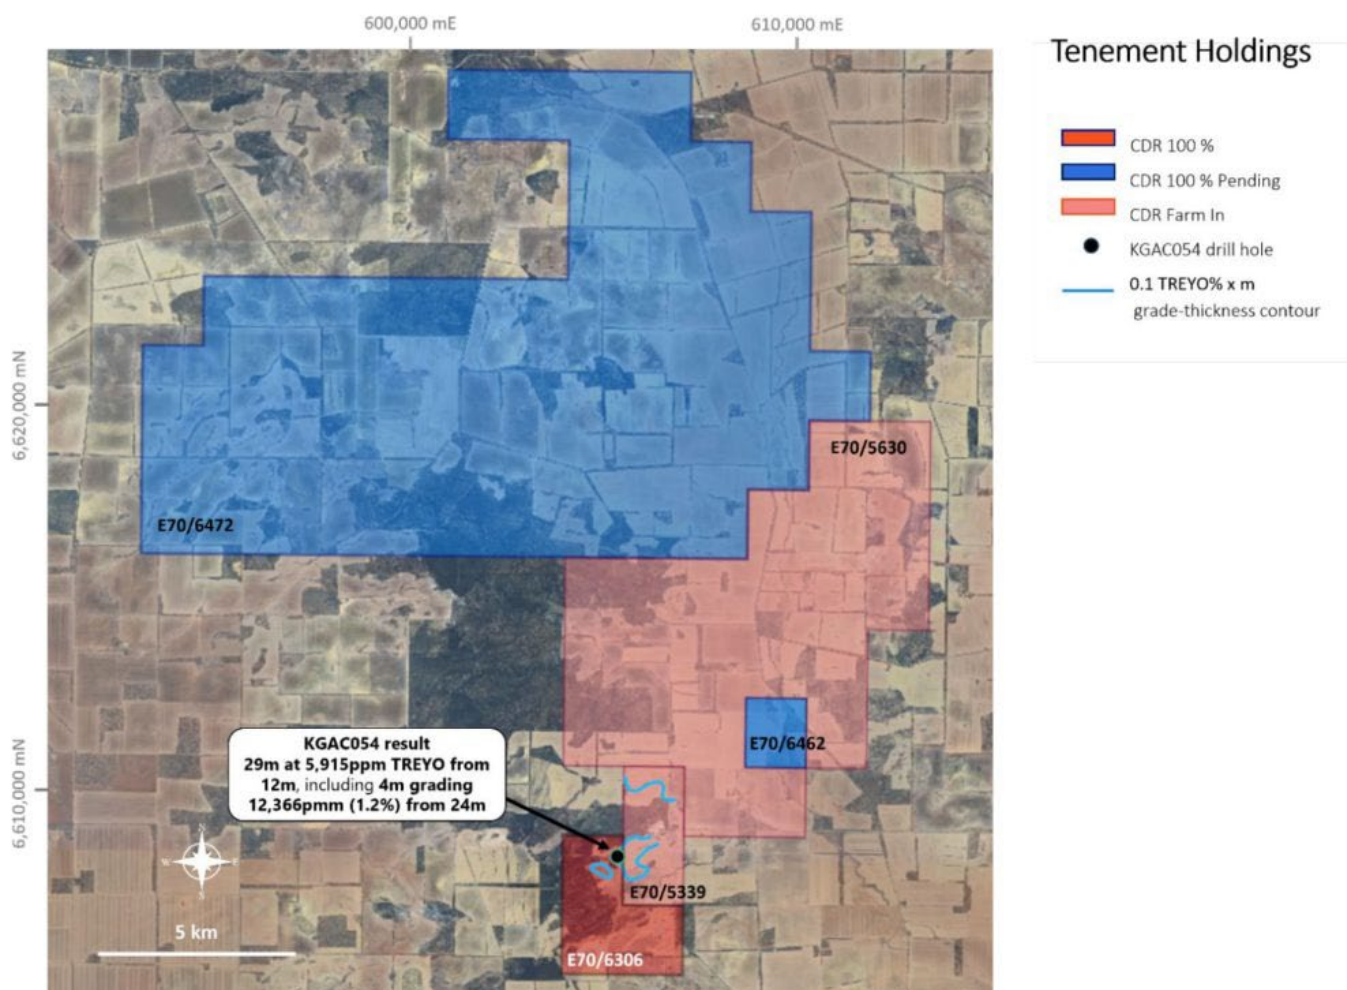 600,000 mE
610,000 mE
Tenement Holdings
CDR 100 %
CDR 100 % Pending
CDR Farm In
KGAC054 drill hole
0.1 TREYO% x m
grade-thickness contour
6,620,000 mN
E70/5630
E70/6472
E70/6462
KGAC054 result
29m at 5,915ppm TREYO from
12m, including 4m grading
12,366pmm (1.2%) from 24m
6,610,000 mN
N
W
E
S
E70/5339
5 km
E70/6306